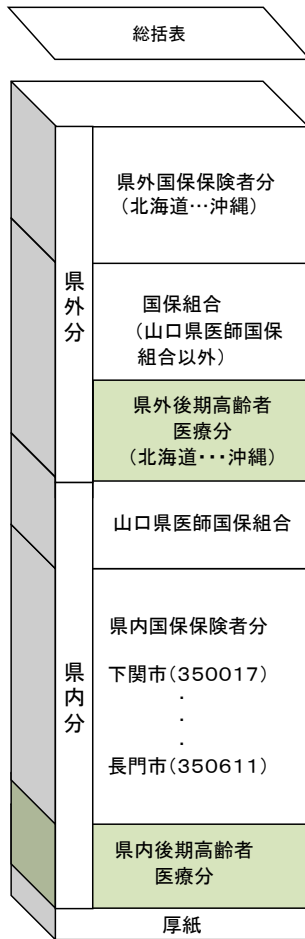 総括表
県外分
県外国保保険者分
(北海道…沖縄)
国保組合
(山口県医師国保
組合以外)
県外後期高齢者
医療分
(北海道・・・沖縄)
県内分
山口県医師国保組合
県内国保保険者分
下関市(350017)
・
・
・
長門市(350611)
県内後期高齢者
医療分
厚紙